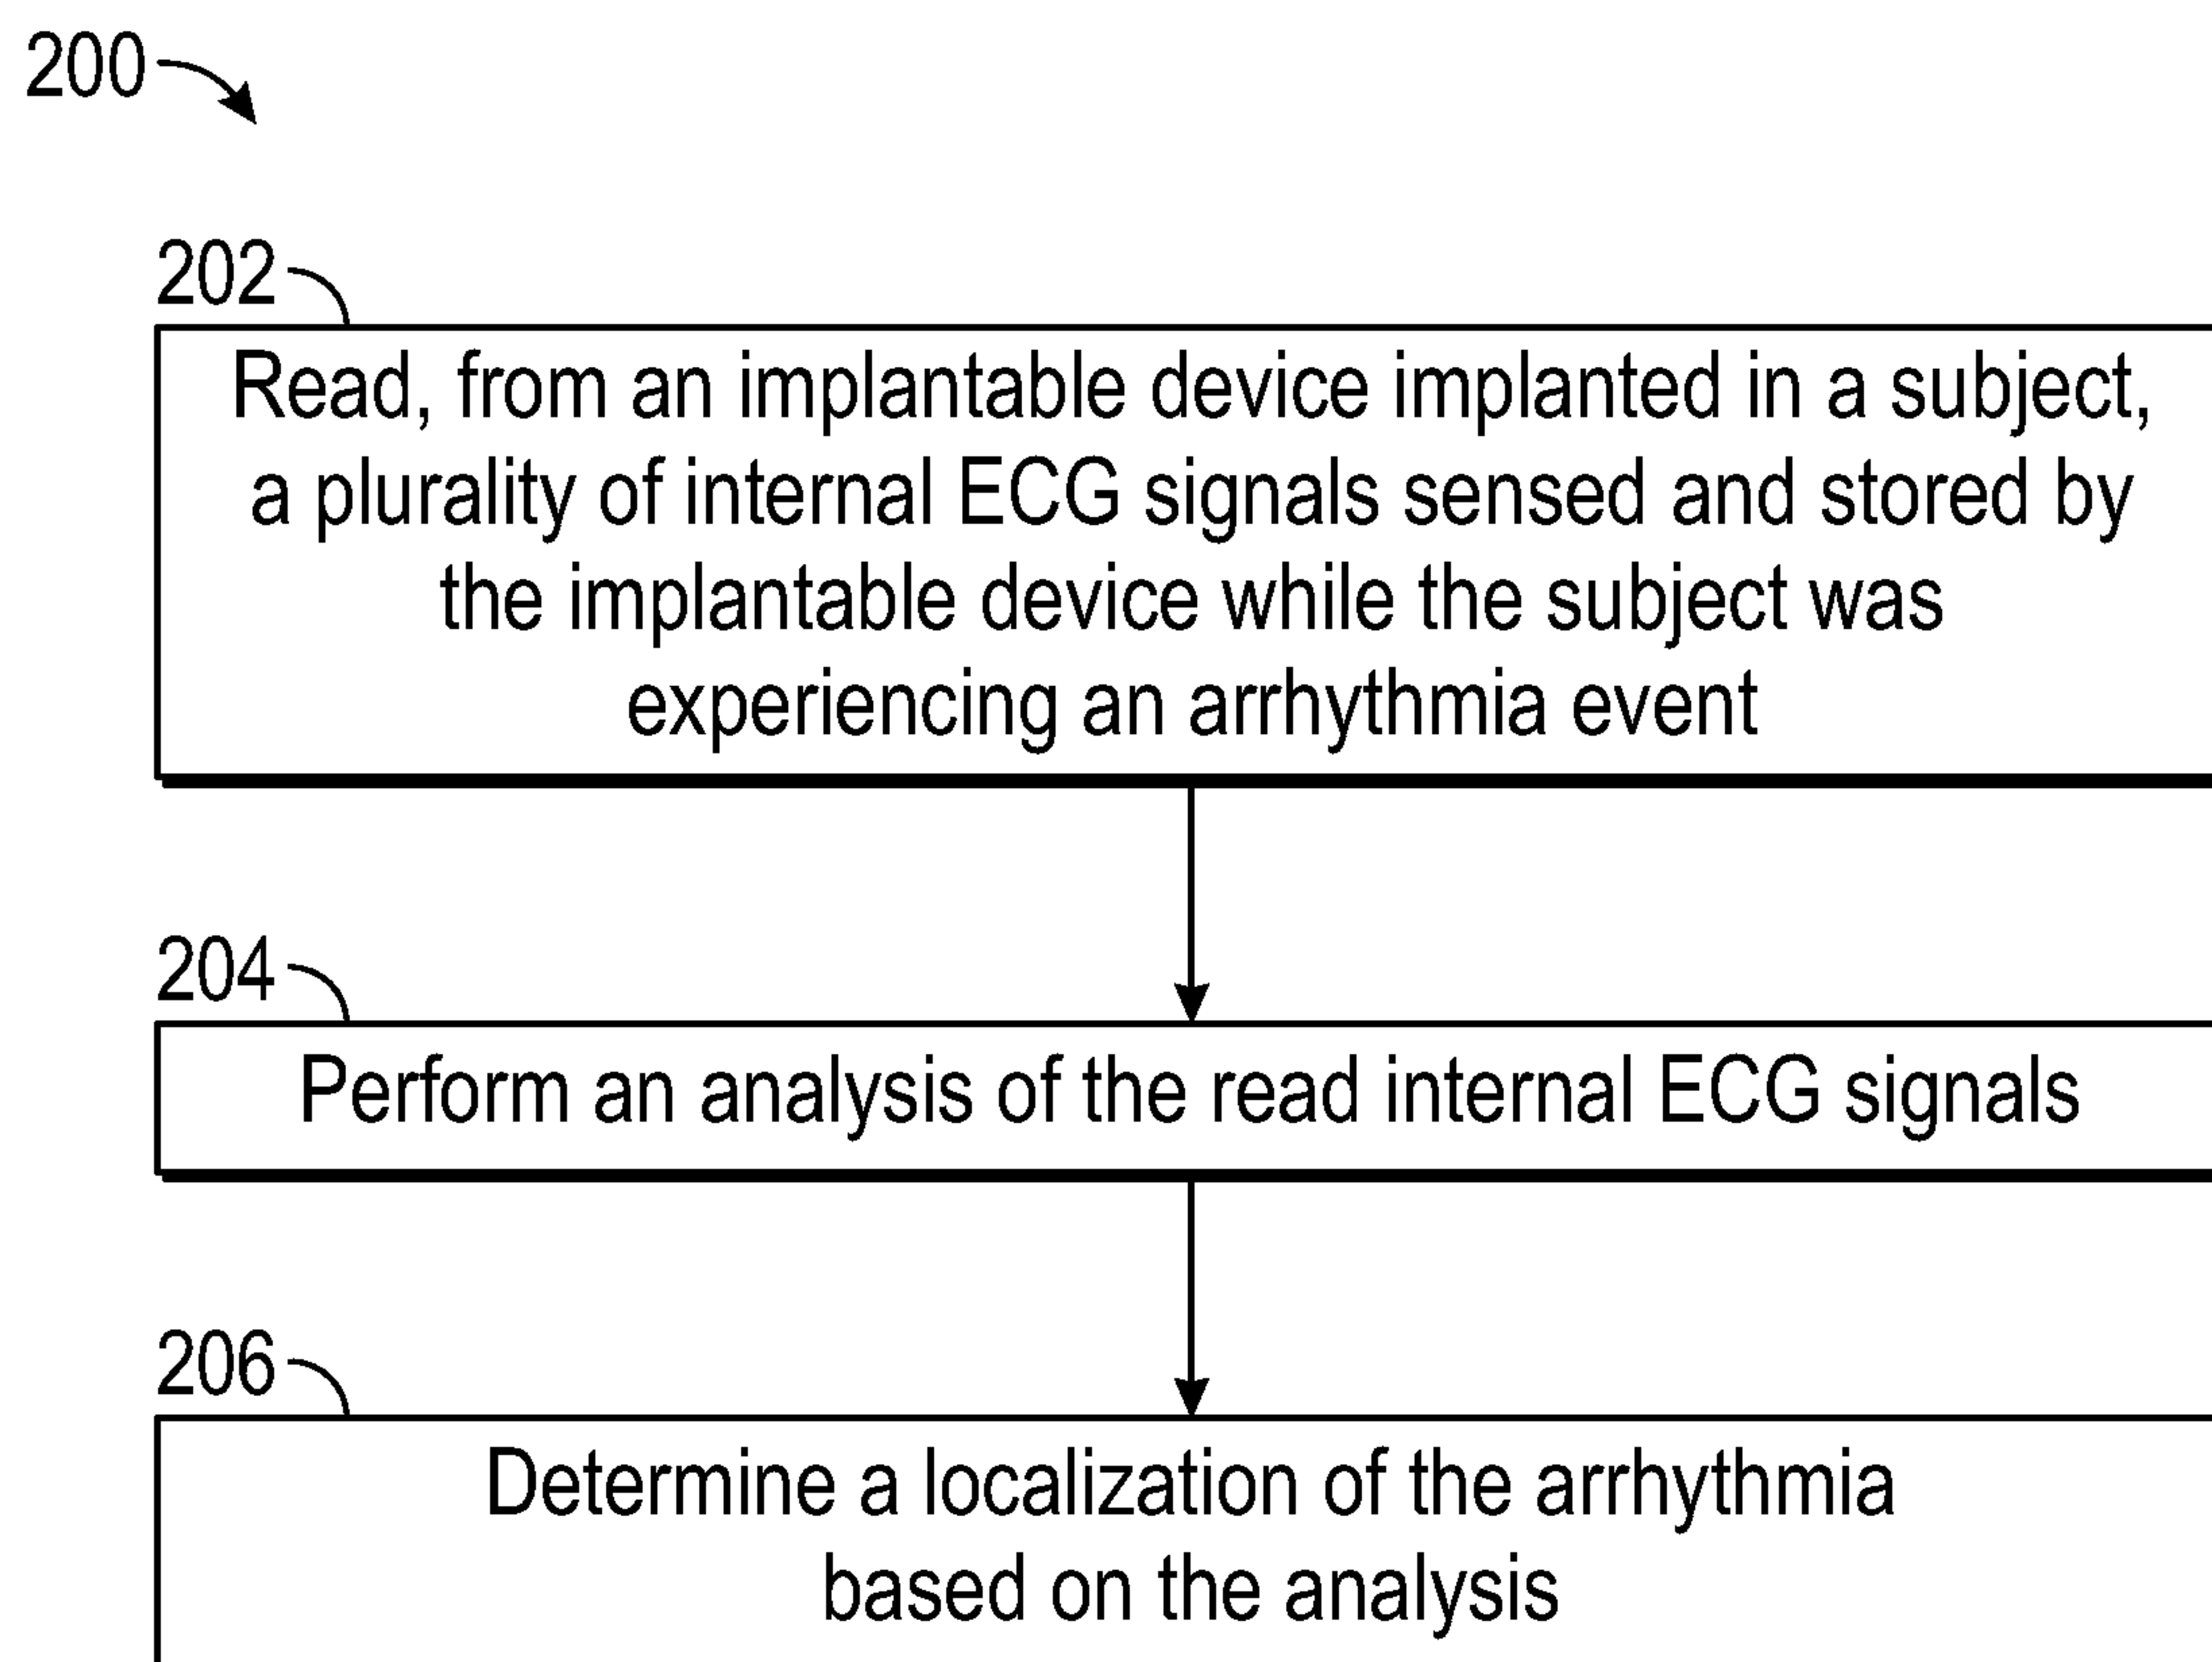 200
202
Read, from an implantable device implanted in a subject,
a plurality of internal ECG signals sensed and stored by
the implantable device while the subject was
experiencing an arrhythmia event
204
Perform an analysis of the read internal ECG signals
206
Determine a localization of the arrhythmia
based on the analysis